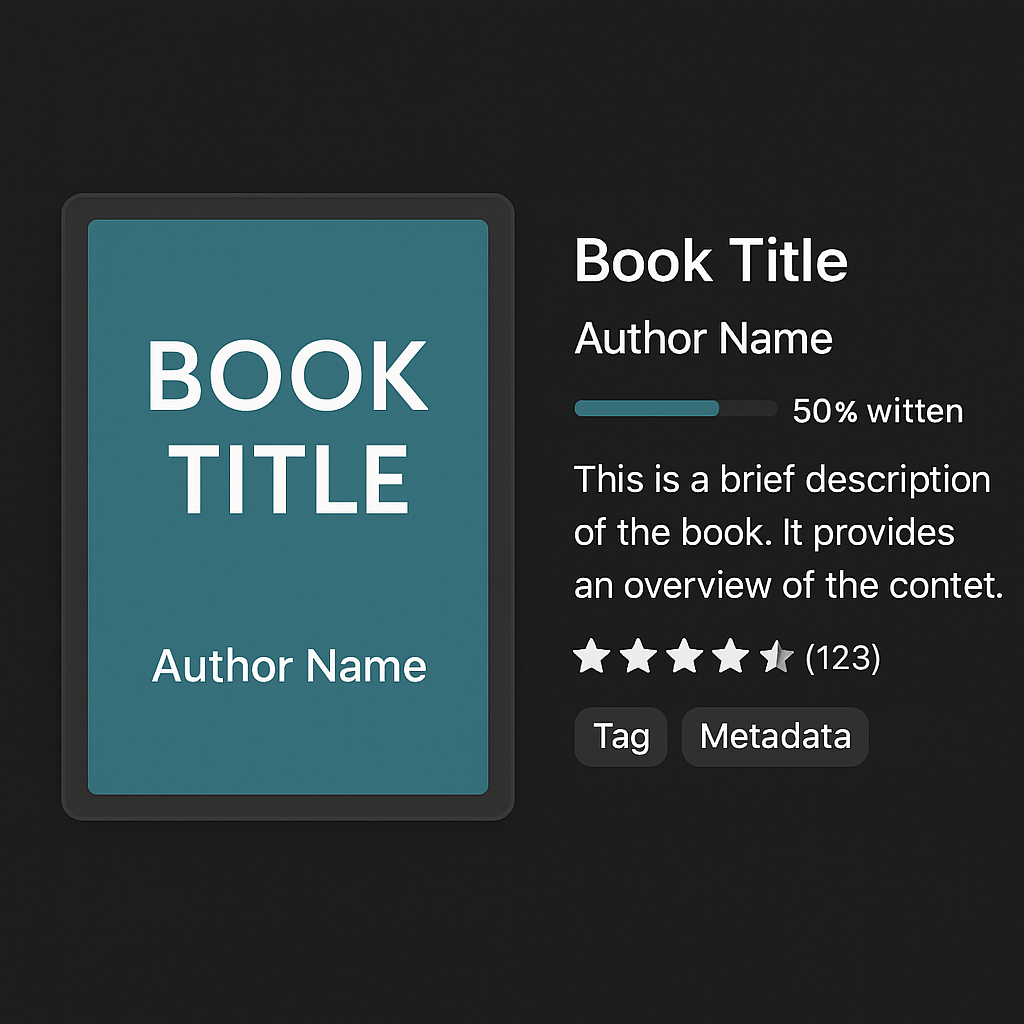 BOOK
TITLE
Author Name
Book Title
Author Name
50% witten
This is a brief description
of the book. It provides
an overview of the contet.
(123)
Tag
Metadata